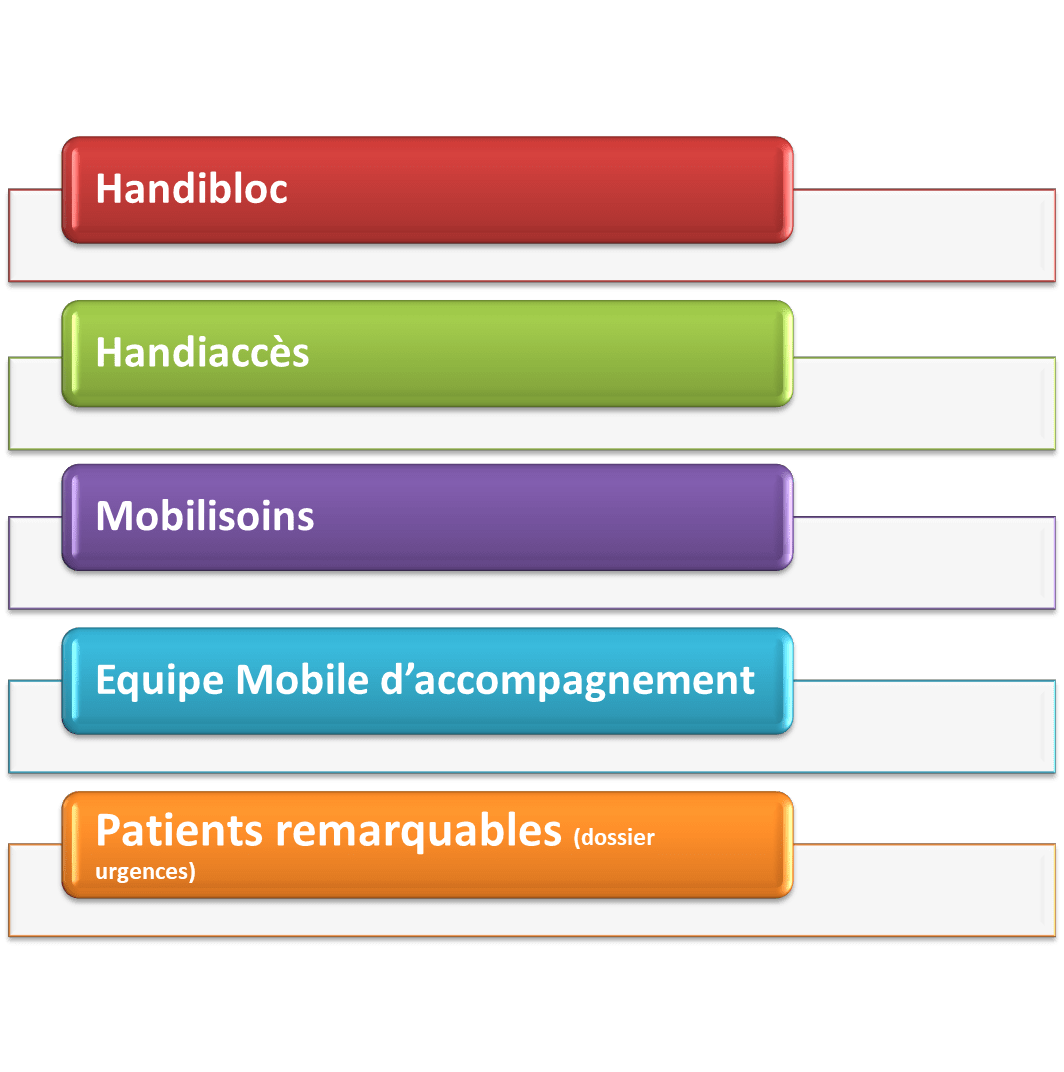 Handibloc
Handiaccès
Mobilisoins
Equipe Mobile d’accompagnement
Patients remarquables (dossier
urgences)